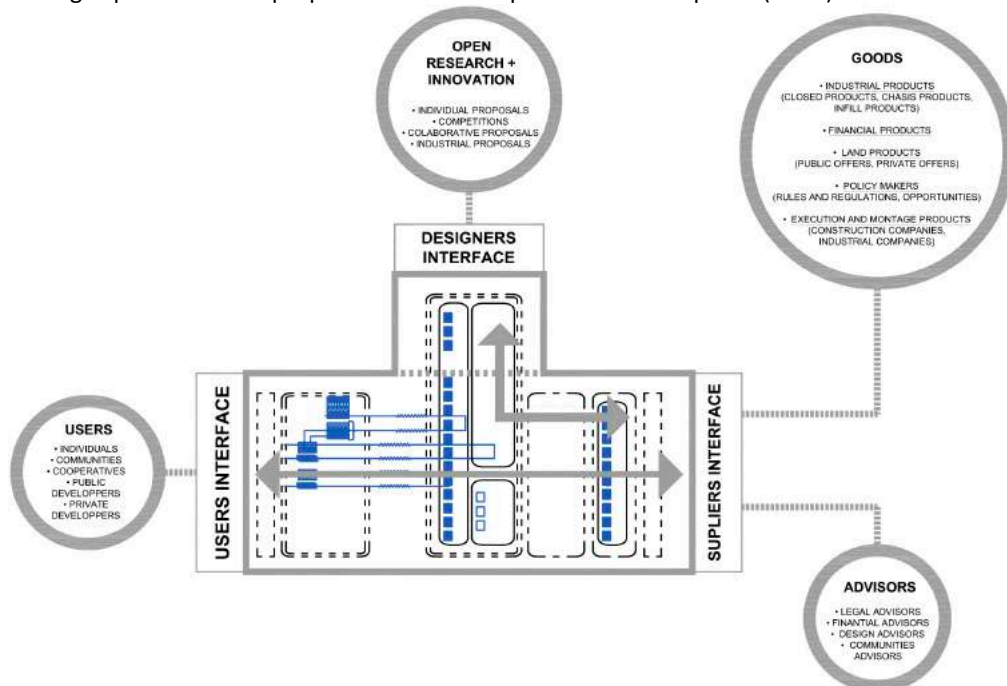 OPEN
RESEARCH +
INNOVATION
• INDIVIDUAL PROPOSALS
• COMPETITIONS
• COLABORATIVE PROPOSALS
• INDUSTRIAL PROPOSALS
GOODS
• INDUSTRIAL PRODUCTS
(CLOSED PRODUCTS, CHASIS PRODUCTS,
INFILL PRODUCTS)
• FINANCIAL PRODUCTS
• LAND PRODUCTS
(PUBLIC OFFERS, PRIVATE OFFERS)
• POLICY MAKERS
(RULES AND REGULATIONS, OPPORTUNITIES)
• EXECUTION AND MONTAGE PRODUCTS
(CONSTRUCTION COMPANIES,
INDUSTRIAL COMPANIES)
DESIGNERS
INTERFACE
USERS INTERFACE
SUPLIERS INTERFACE
USERS
• INDIVIDUALS
• COMMUNITIES
• COOPERATIVES
• PUBLIC
DEVELOPPERS
• PRIVATE
DEVELOPPERS
ADVISORS
• LEGAL ADVISORS
• FINANTIAL ADVISORS
• DESIGN ADVISORS
• COMMUNITIES
ADVISORS